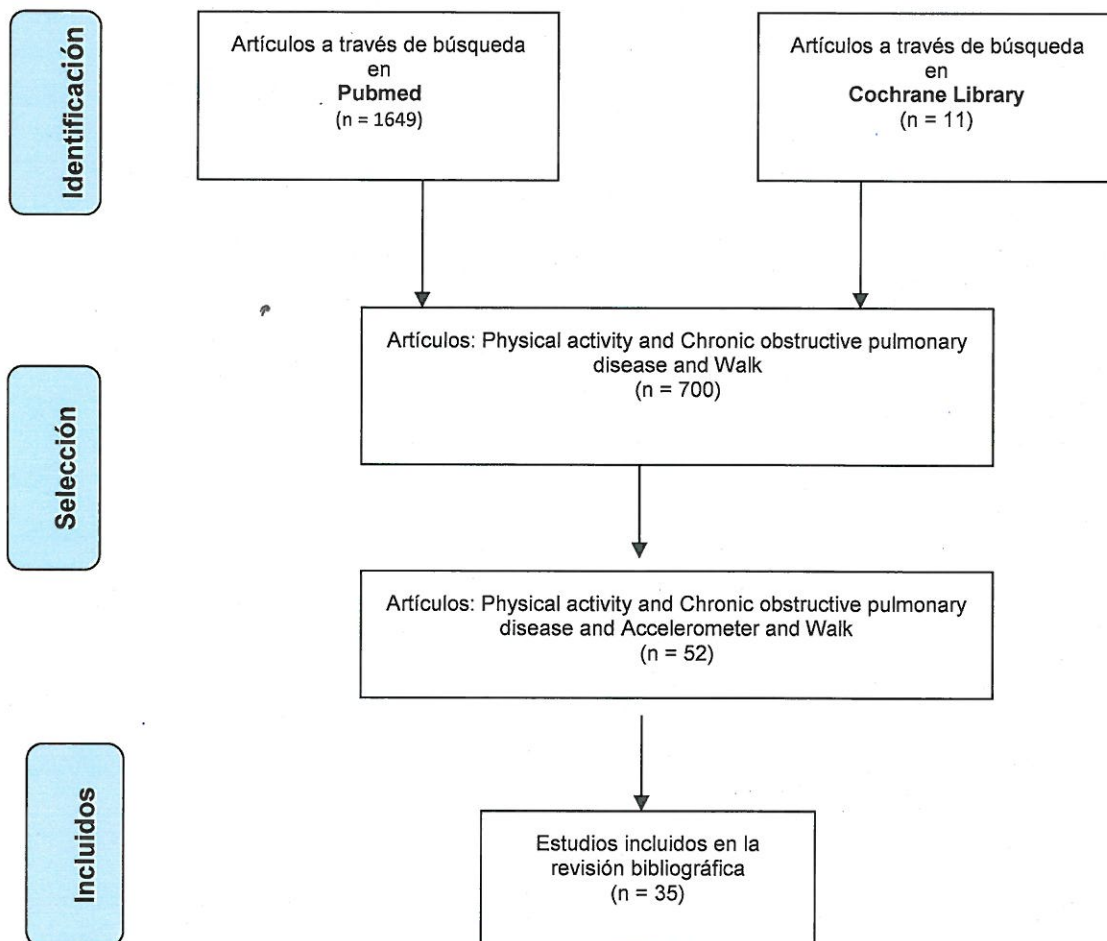 Identificación
Artículos a través de búsqueda
en
Pubmed
(n = 1649)
Artículos a través de búsqueda
en
Cochrane Library
(n = 11)
Selección
Artículos: Physical activity and Chronic obstructive pulmonary
disease and Walk
(n = 700)
Artículos: Physical activity and Chronic obstructive pulmonary
disease and Accelerometer and Walk
(n = 52)
Incluidos
Estudios incluidos en la
revisión bibliográfica
(n = 35)